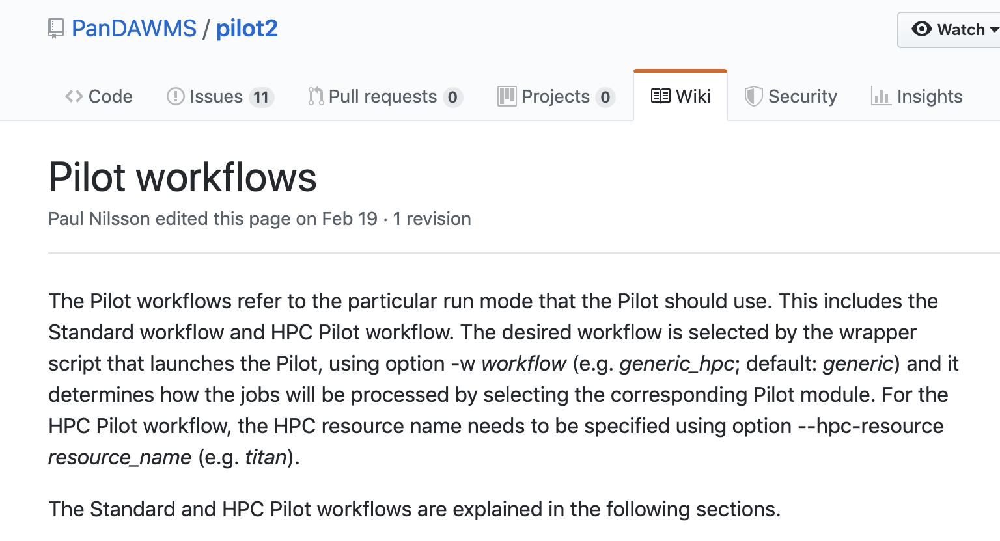 PanDAWMS / pilot2
Watch
Code Issues 11 Pull requests 0 Projects 0 Wiki Security Insights
Pilot workflows
Paul Nilsson edited this page on Feb 19 · 1 revision
The Pilot workflows refer to the particular run mode that the Pilot should use. This includes the
Standard workflow and HPC Pilot workflow. The desired workflow is selected by the wrapper
script that launches the Pilot, using option -w workflow (e.g. generic_hpc; default: generic) and it
determines how the jobs will be processed by selecting the corresponding Pilot module. For the
HPC Pilot workflow, the HPC resource name needs to be specified using option --hpc-resource
resource_name (e.g. titan).
The Standard and HPC Pilot workflows are explained in the following sections.